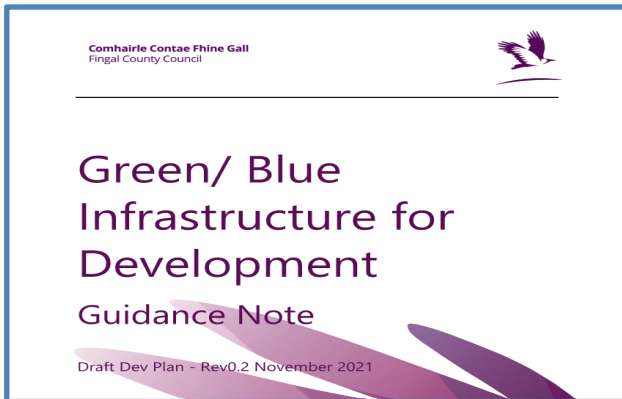 Comhairle Contae Fhine Gall
Fingal County Council
Green/ Blue
Infrastructure for
Development
Guidance Note
Draft Dev Plan - Rev0.2 November 2021